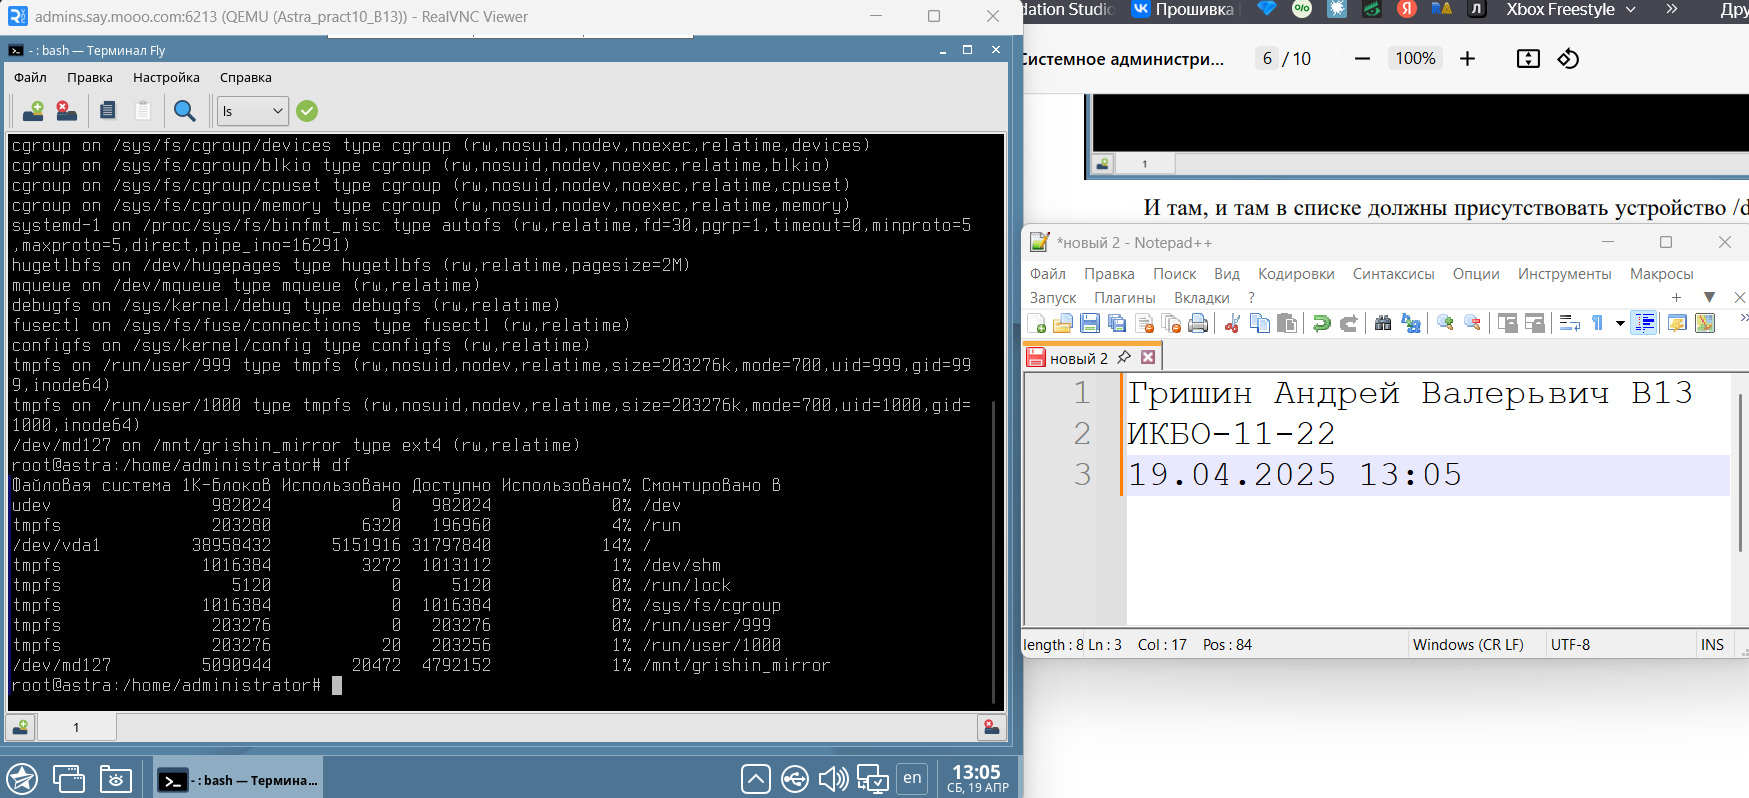 admins.say.mooo.com:6213 (QEMU (Astra_pract10_B13)) - RealVNC Viewer
- : bash — Терминал Fly
Файл Правка Настройка Справка
ls
cgroup on /sys/fs/cgroup/devices type cgroup (rw,nosuid,nodev,noexec,relatime,devices)
cgroup on /sys/fs/cgroup/blkio type cgroup (rw,nosuid,nodev,noexec,relatime,blkio)
cgroup on /sys/fs/cgroup/cpuset type cgroup (rw,nosuid,nodev,noexec,relatime,cpuset)
cgroup on /sys/fs/cgroup/memory type cgroup (rw,nosuid,nodev,noexec,relatime,memory)
systemd-1 on /proc/sys/fs/binfmt_misc type autofs (rw,relatime,fd=30,pgrp=1,timeout=0,minproto=5
,maxproto=5,direct,pipe_ino=16291)
hugetlbfs on /dev/hugepages type hugetlbfs (rw,relatime,pagesize=2M)
mqueue on /dev/mqueue type mqueue (rw,relatime)
debugfs on /sys/kernel/debug type debugfs (rw,relatime)
fusectl on /sys/fs/fuse/connections type fusectl (rw,relatime)
configfs on /sys/kernel/config type configfs (rw,relatime)
tmpfs on /run/user/999 type tmpfs (rw,nosuid,nodev,relatime,size=203276k,mode=700,uid=999,gid=99
9,inode64)
tmpfs on /run/user/1000 type tmpfs (rw,nosuid,nodev,relatime,size=203276k,mode=700,uid=1000,gid=
1000,inode64)
/dev/md127 on /mnt/grishin_mirror type ext4 (rw,relatime)
root@astra:/home/administrator# df
Файловая система 1K-блоков Использовано Доступно Использовано% Смонтировано в
udev 982024 0 982024 0% /dev
tmpfs 203280 6320 196960 4% /run
/dev/vda1 38958432 5151916 31797840 14% /
tmpfs 1016384 3272 1013112 1% /dev/shm
tmpfs 5120 0 5120 0% /run/lock
tmpfs 1016384 0 1016384 0% /sys/fs/cgroup
tmpfs 203276 0 203276 0% /run/user/999
tmpfs 203276 20 203256 1% /run/user/1000
/dev/md127 5090944 20472 4792152 1% /mnt/grishin_mirror
root@astra:/home/administrator#
1
- : bash — Термина...
en
13:05
СБ, 19 АПР
dation Studio Прошивка Xbox Freestyle » Дру
Системное администри... 6 / 10 — 100% +
1
И там, и там в списке должны присутствовать устройство /d
*новый 2 - Notepad++
Файл Правка Поиск Вид Кодировки Синтаксисы Опции Инструменты Макросы
Запуск Плагины Вкладки ?
новый 2
1 Гришин Андрей Валерьвич В13
2 ИКБО-11-22
3 19.04.2025 13:05
length : 8 Ln : 3 Col : 17 Pos : 84 Windows (CR LF) UTF-8 INS